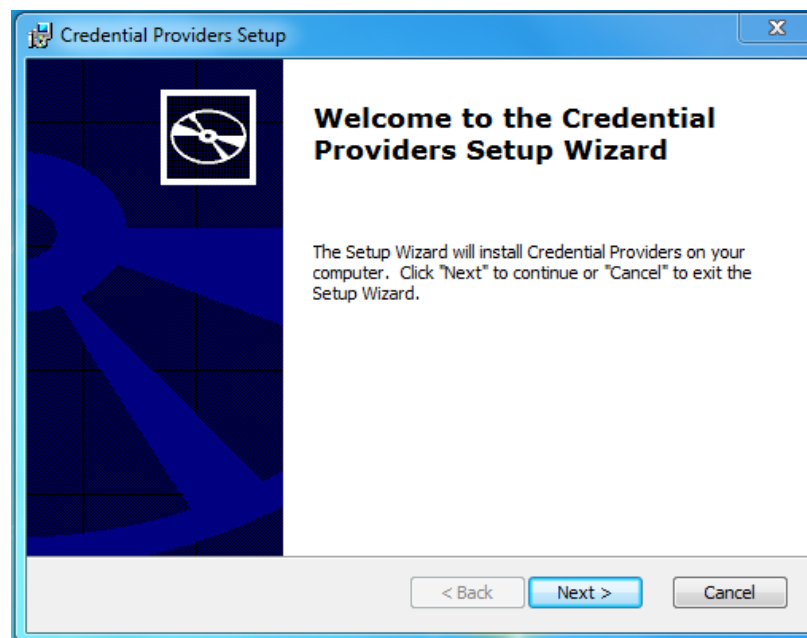 Credential Providers Setup
Welcome to the Credential
Providers Setup Wizard
The Setup Wizard will install Credential Providers on your
computer.  Click "Next" to continue or "Cancel" to exit the
Setup Wizard.
< Back
Next >
Cancel